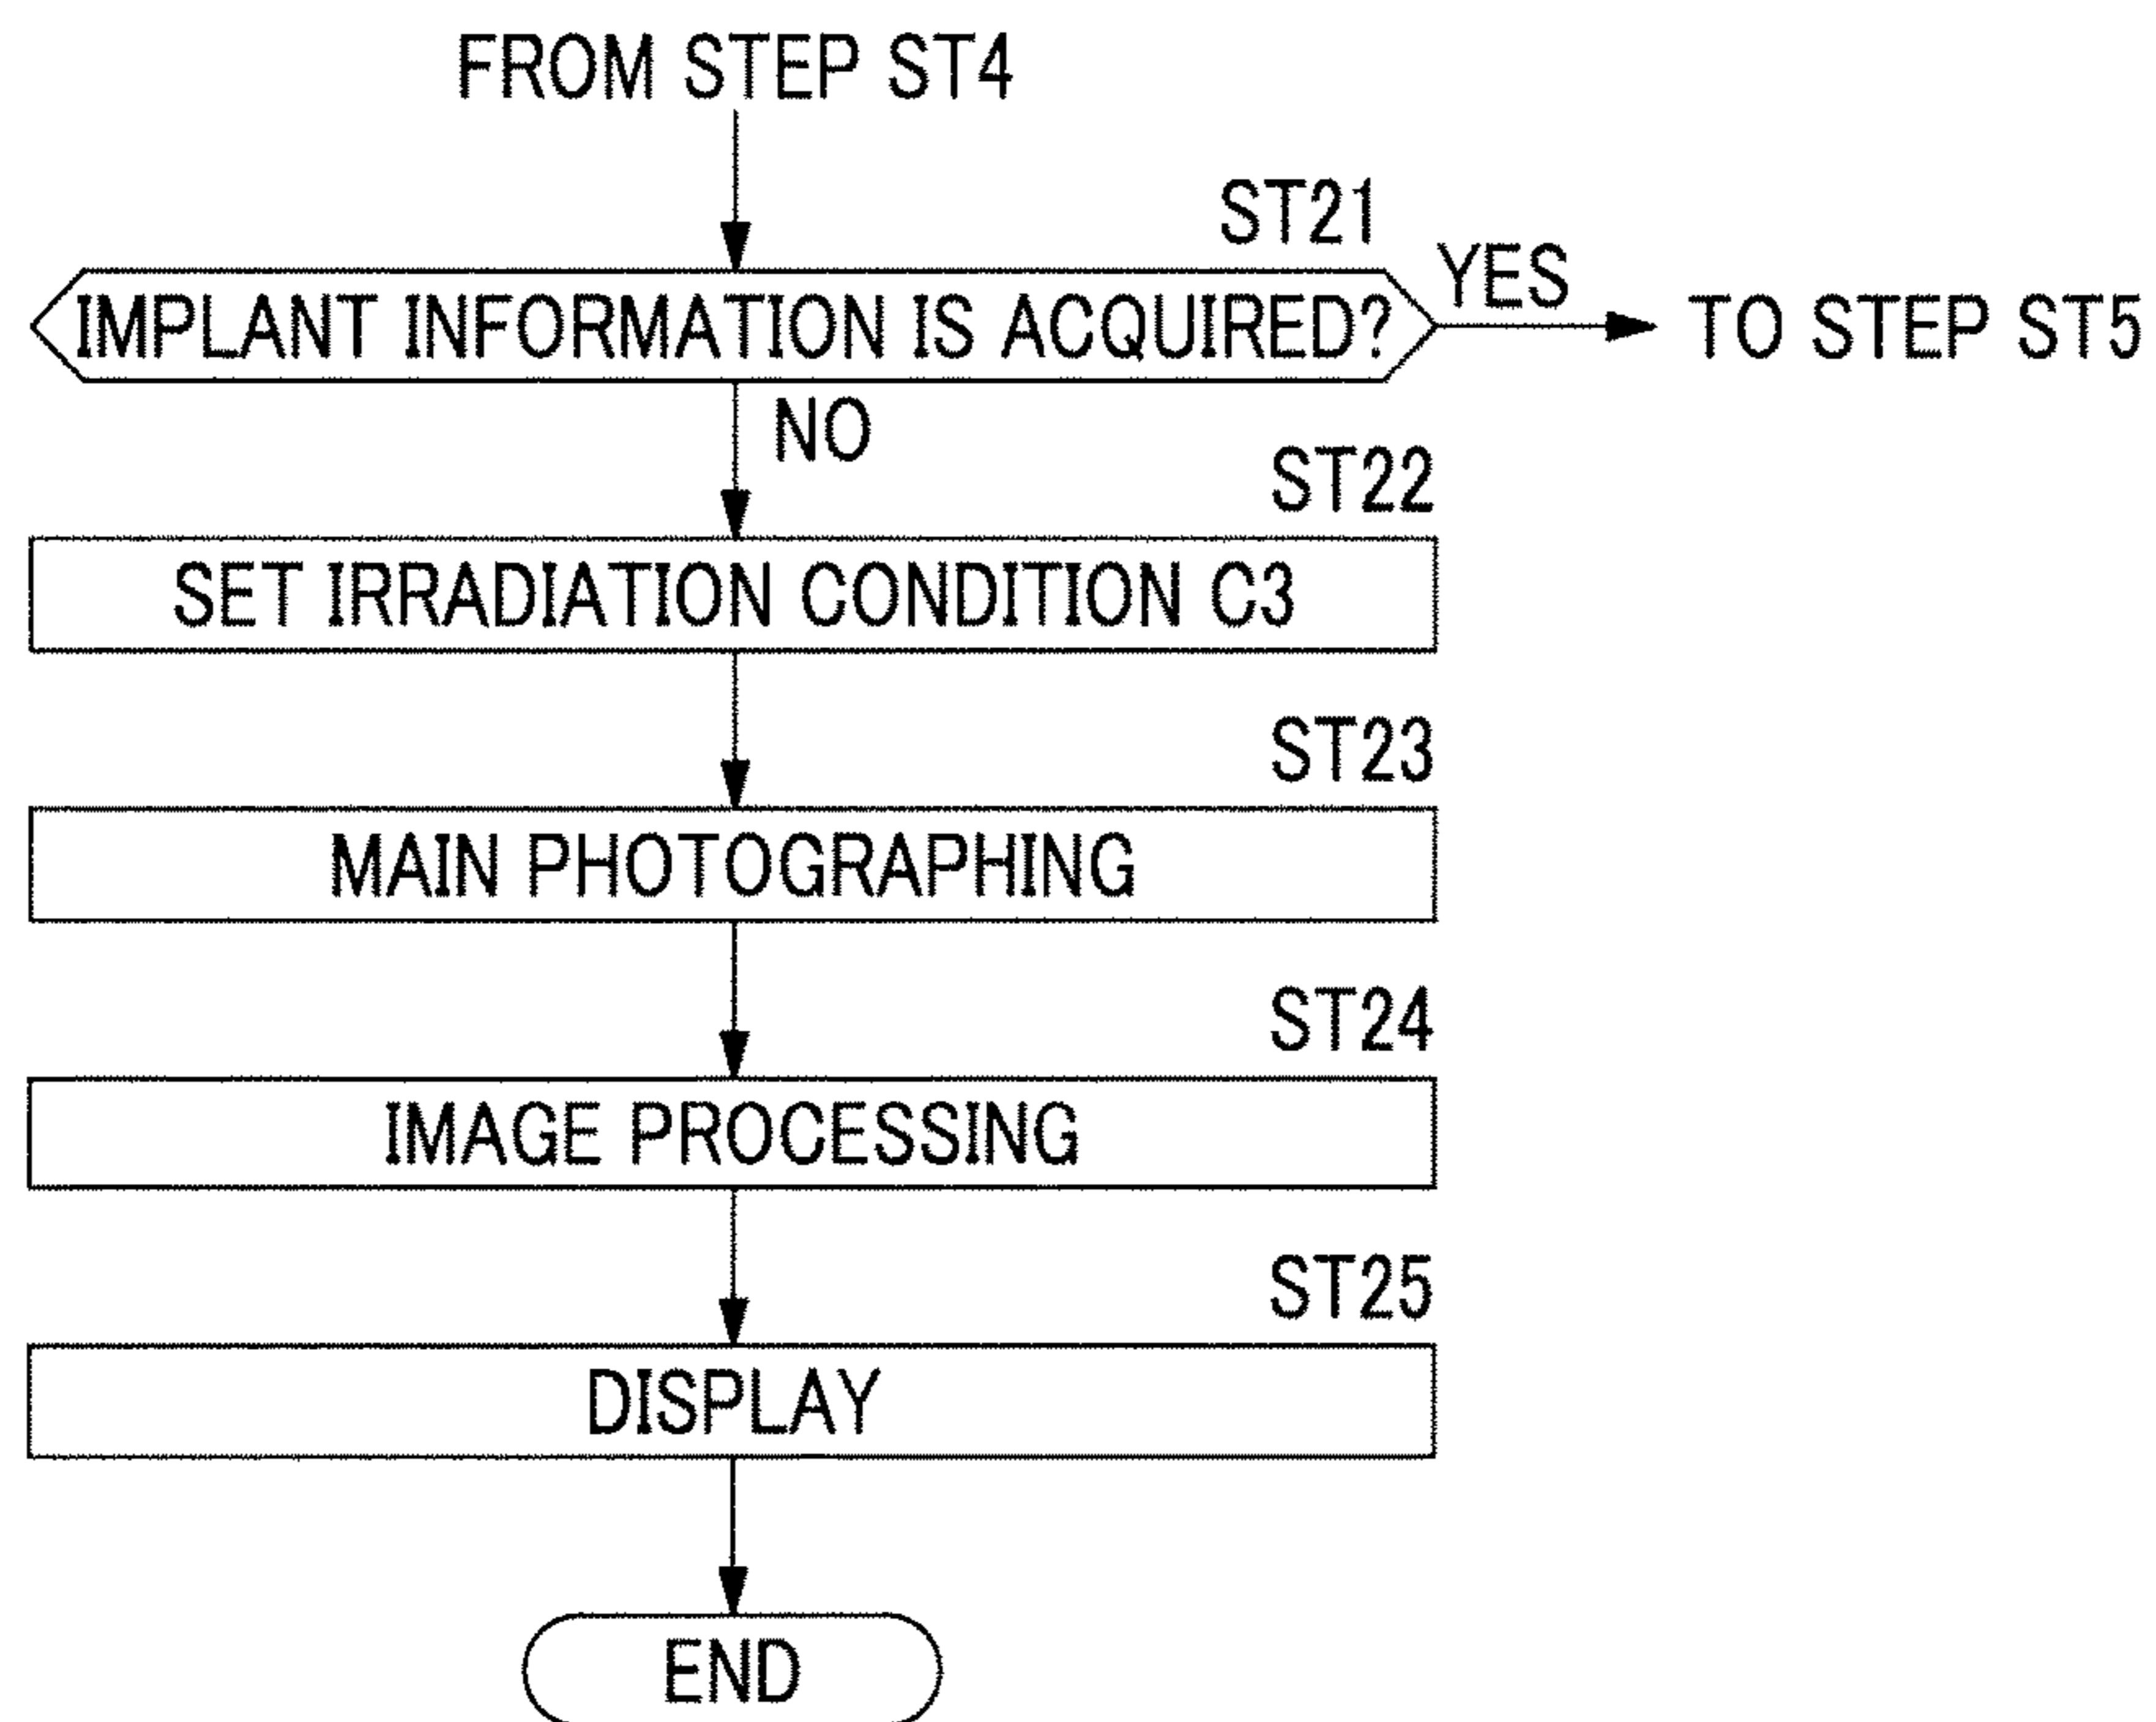 FROM STEP ST4
ST21
IMPLANT INFORMATION IS ACQUIRED?
YES
TO STEP ST5
NO
ST22
SET IRRADIATION CONDITION C3
ST23
MAIN PHOTOGRAPHING
ST24
IMAGE PROCESSING
ST25
DISPLAY
END